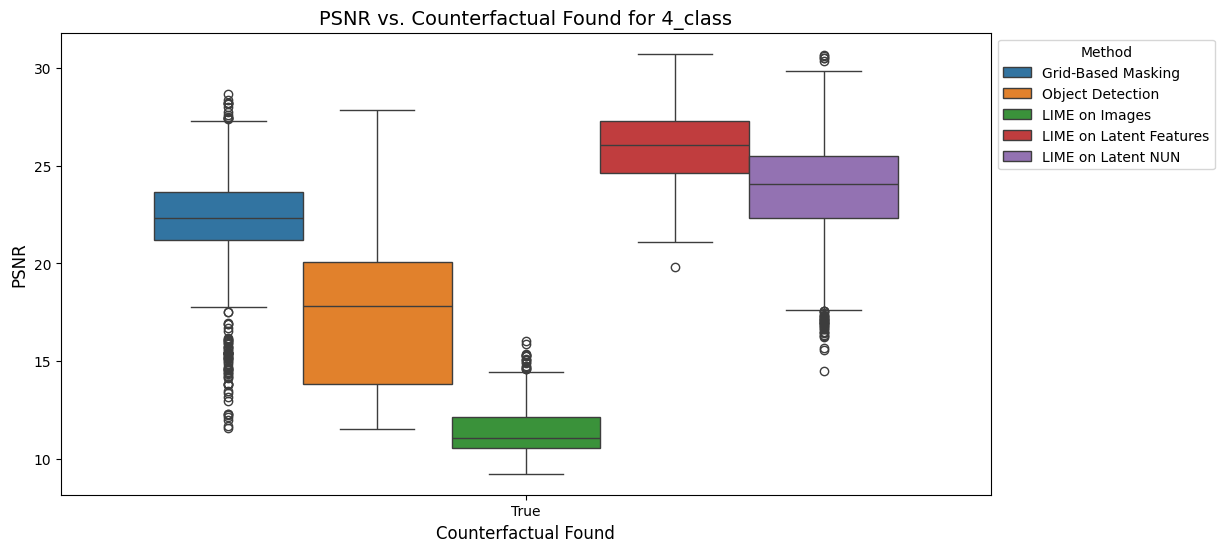 PSNR vs. Counterfactual Found for 4_class
30
25
20
15
10
PSNR
True
Counterfactual Found
Method
Grid-Based Masking
Object Detection
LIME on Images
LIME on Latent Features
LIME on Latent NUN